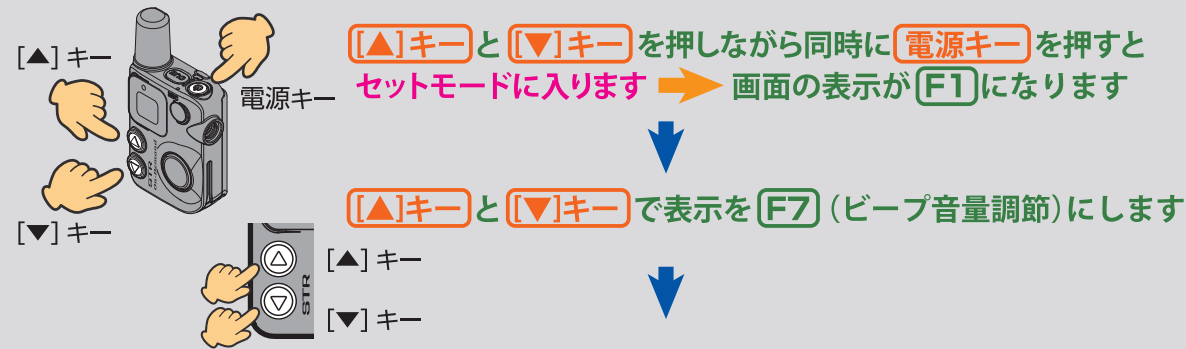 [▲]キーと[▼]キーを押しながら同時に電源キーを押すと
セットモードに入ります 画面の表示がF1になります
[▲]キー
電源キー
[▼]キー
STR
[▲]キーと[▼]キーで表示をF7(ビープ音量調節)にします
[▲]キー
[▼]キー
STR